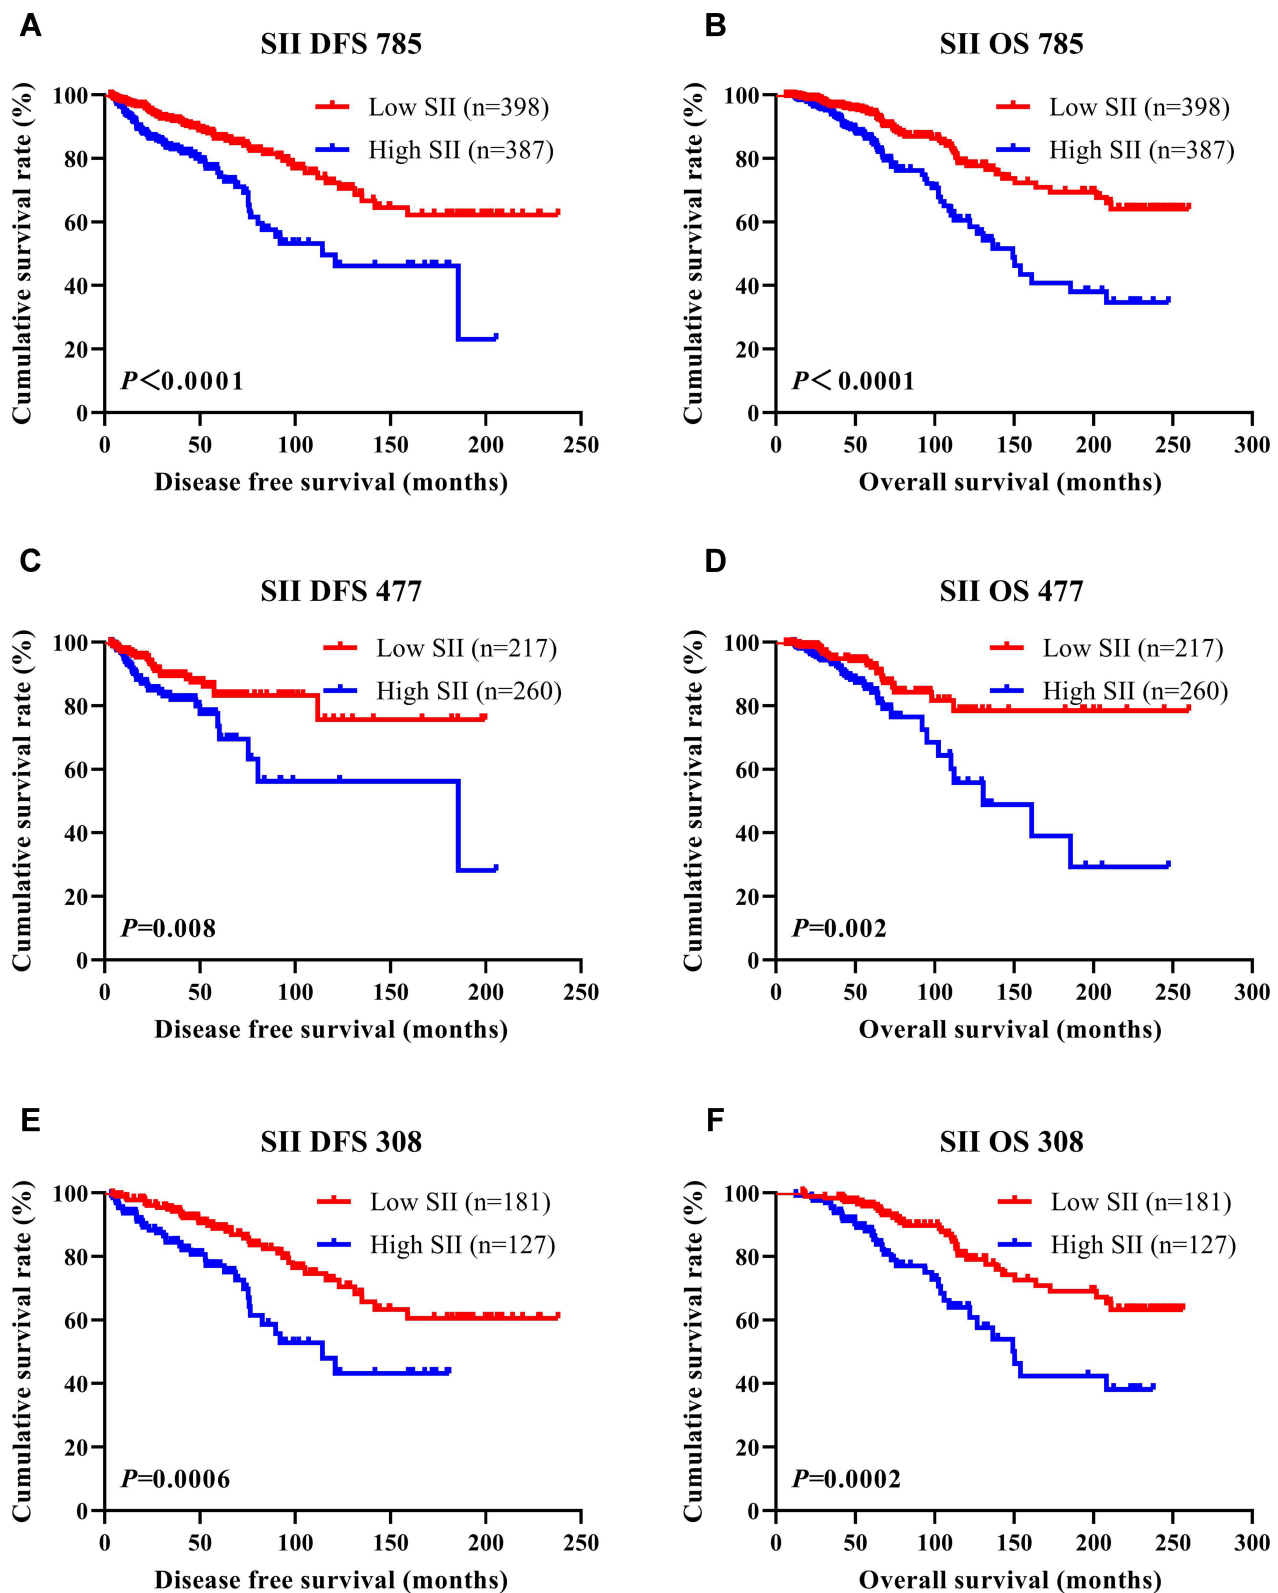 A
SII DFS 785
Cumulative survival rate (%)
100
80
60
40
20
0
Low SII (n=398)
High SII (n=387)
P<0.0001
0 50 100 150 200 250
Disease free survival (months)
B
SII OS 785
Cumulative survival rate (%)
100
80
60
40
20
0
Low SII (n=398)
High SII (n=387)
P< 0.0001
0 50 100 150 200 250 300
Overall survival (months)
C
SII DFS 477
Cumulative survival rate (%)
100
80
60
40
20
0
Low SII (n=217)
High SII (n=260)
P=0.008
0 50 100 150 200 250
Disease free survival (months)
D
SII OS 477
Cumulative survival rate (%)
100
80
60
40
20
0
Low SII (n=217)
High SII (n=260)
P=0.002
0 50 100 150 200 250 300
Overall survival (months)
E
SII DFS 308
Cumulative survival rate (%)
100
80
60
40
20
0
Low SII (n=181)
High SII (n=127)
P=0.0006
0 50 100 150 200 250
Disease free survival (months)
F
SII OS 308
Cumulative survival rate (%)
100
80
60
40
20
0
Low SII (n=181)
High SII (n=127)
P=0.0002
0 50 100 150 200 250 300
Overall survival (months)